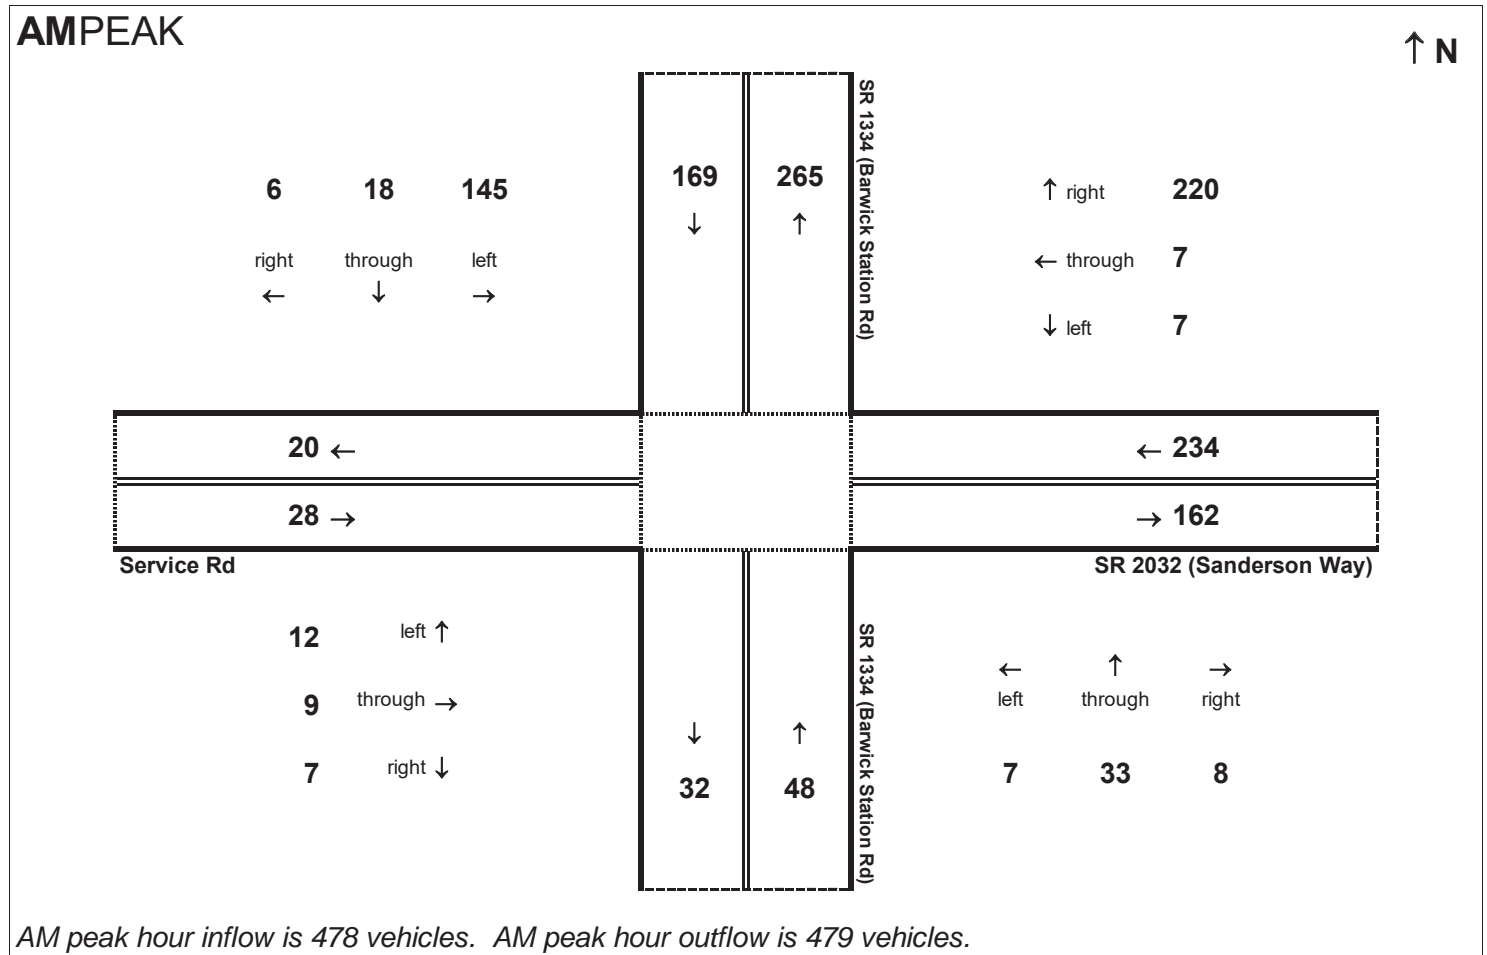 AMPEAK
↑ N
6 18 145
right through left
← ↓ →
169 265
↓ ↑
SR 1334 (Barwick Station Rd)
↑ right 220
← through 7
↓ left 7
20 ←
28 →
← 234
→ 162
Service Rd
SR 2032 (Sanderson Way)
12 left ↑
9 through →
7 right ↓
↓ ↑
32 48
SR 1334 (Barwick Station Rd)
← ↑ →
left through right
7 33 8
AM peak hour inflow is 478 vehicles. AM peak hour outflow is 479 vehicles.